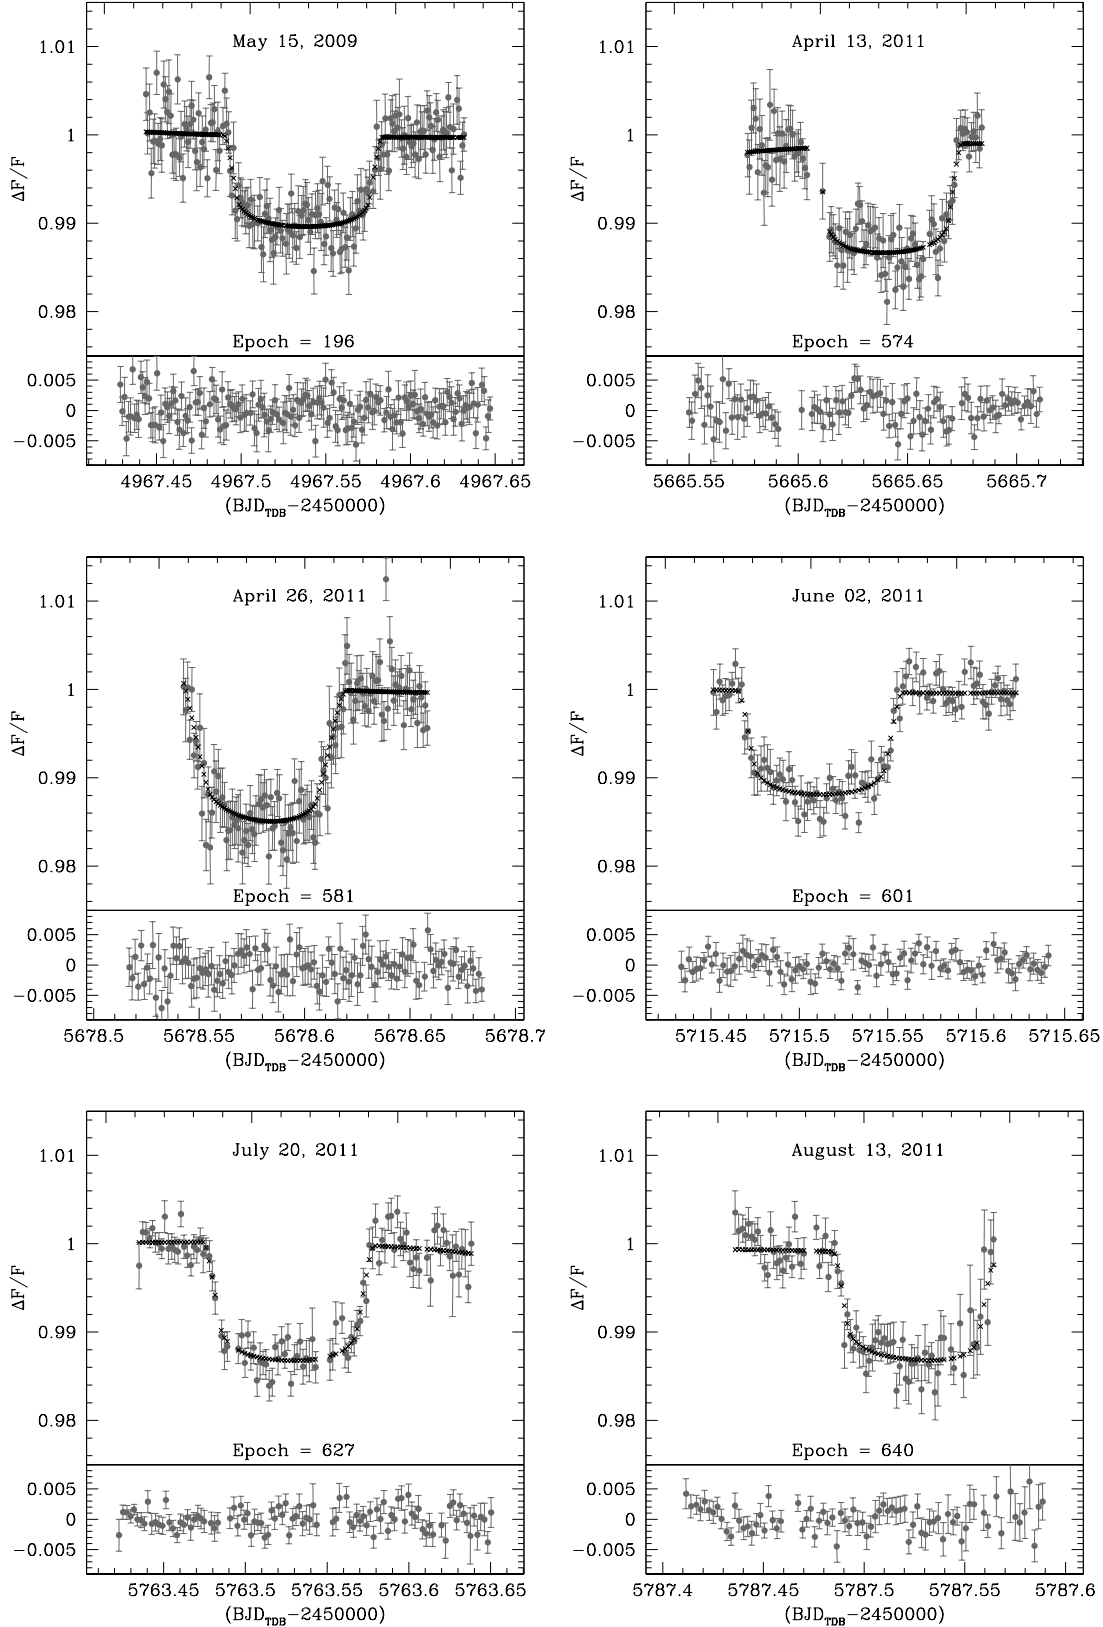 May 15, 2009
1.01
1
0.99
0.98
ΔF/F
Epoch = 196
0.005
0
−0.005
4967.45 4967.5 4967.55 4967.6 4967.65
(BJD_TDB−2450000)
April 13, 2011
1.01
1
0.99
0.98
ΔF/F
Epoch = 574
0.005
0
−0.005
5665.55 5665.6 5665.65 5665.7
(BJD_TDB−2450000)
April 26, 2011
1.01
1
0.99
0.98
ΔF/F
Epoch = 581
0.005
0
−0.005
5678.5 5678.55 5678.6 5678.65 5678.7
(BJD_TDB−2450000)
June 02, 2011
1.01
1
0.99
0.98
ΔF/F
Epoch = 601
0.005
0
−0.005
5715.45 5715.5 5715.55 5715.6 5715.65
(BJD_TDB−2450000)
July 20, 2011
1.01
1
0.99
0.98
ΔF/F
Epoch = 627
0.005
0
−0.005
5763.45 5763.5 5763.55 5763.6 5763.65
(BJD_TDB−2450000)
August 13, 2011
1.01
1
0.99
0.98
ΔF/F
Epoch = 640
0.005
0
−0.005
5787.4 5787.45 5787.5 5787.55 5787.6
(BJD_TDB−2450000)